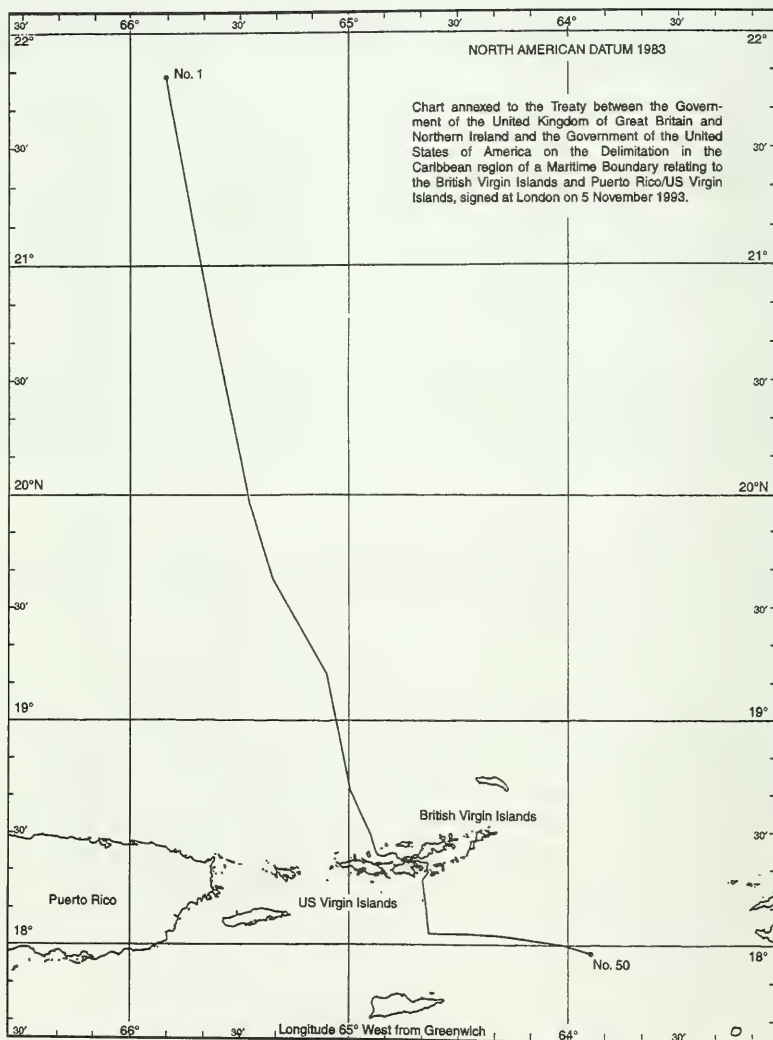 30' 66° 30' 65° 30' 64° 30'
22° 22°
NORTH AMERICAN DATUM 1983
No. 1
Chart annexed to the Treaty between the Govern-
ment of the United Kingdom of Great Britain and
Northern Ireland and the Government of the United
States of America on the Delimitation in the
Caribbean region of a Maritime Boundary relating to
the British Virgin Islands and Puerto Rico/US Virgin
Islands, signed at London on 5 November 1993.
30' 30'
21° 21°
30' 30'
20°N 20°N
30' 30'
19° 19°
British Virgin Islands
30' 30'
Puerto Rico
US Virgin Islands
18° 18°
No. 50
30' 66° 30' Longitude 65° West from Greenwich 64° 30'